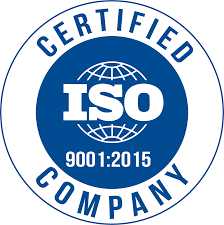 CERTIFIED
ISO
9001:2015
COMPANY